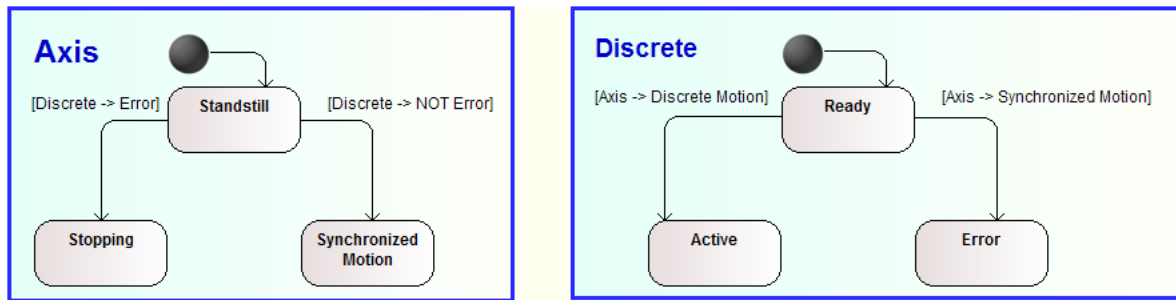 Axis
[Discrete -> Error]
Standstill
[Discrete -> NOT Error]
Stopping
Synchronized
Motion
Discrete
[Axis -> Discrete Motion]
Ready
[Axis -> Synchronized Motion]
Active
Error